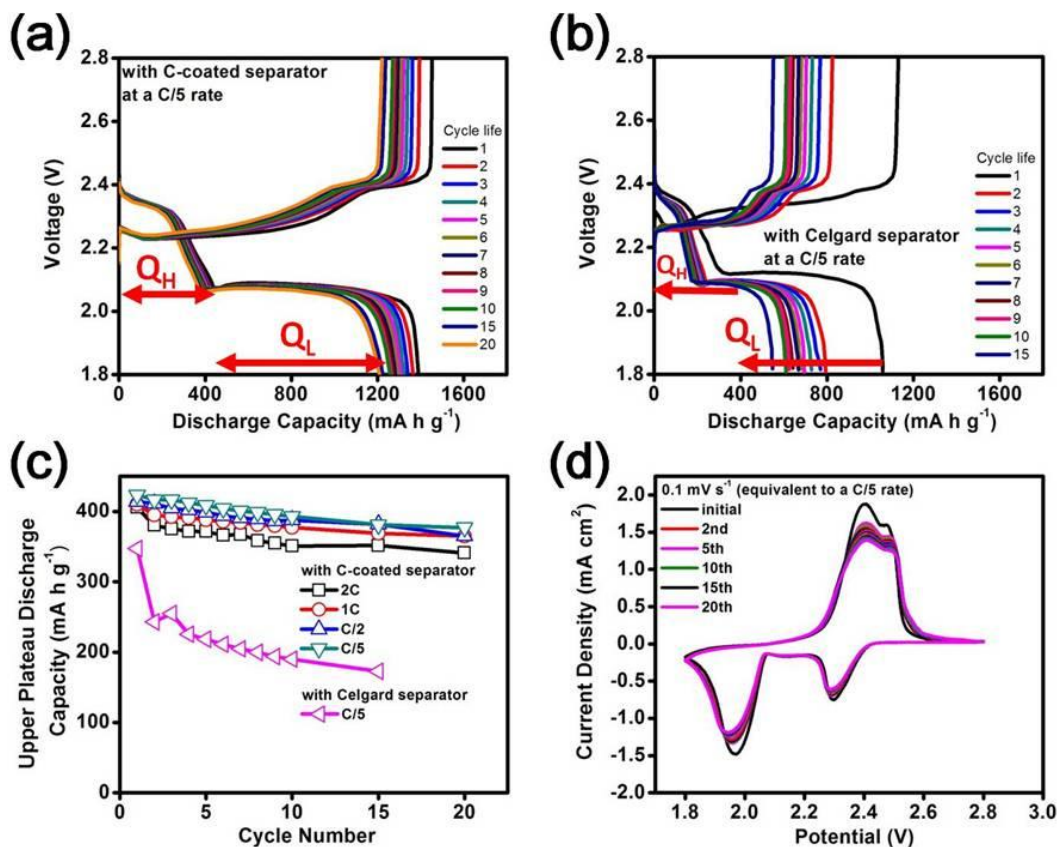 (a)
with C-coated separator
at a C/5 rate
Cycle life
1
2
3
4
5
6
7
8
9
10
15
20
Q_H
Q_L
2.8
2.6
2.4
2.2
2.0
1.8
Voltage (V)
0 400 800 1200 1600
Discharge Capacity (mA h g⁻¹)
(b)
with Celgard separator
at a C/5 rate
Cycle life
1
2
3
4
5
6
7
8
9
10
15
Q_H
Q_L
2.8
2.6
2.4
2.2
2.0
1.8
Voltage (V)
0 400 800 1200 1600
Discharge Capacity (mA h g⁻¹)
(c)
400
300
200
100
0
Upper Plateau Discharge
Capacity (mA h g⁻¹)
with C-coated separator
2C
1C
C/2
C/5
with Celgard separator
C/5
0 5 10 15 20
Cycle Number
(d)
0.1 mV s⁻¹ (equivalent to a C/5 rate)
initial
2nd
5th
10th
15th
20th
2.0
1.5
1.0
0.5
0.0
-0.5
-1.0
-1.5
-2.0
Current Density (mA cm²)
1.8 2.0 2.2 2.4 2.6 2.8 3.0
Potential (V)